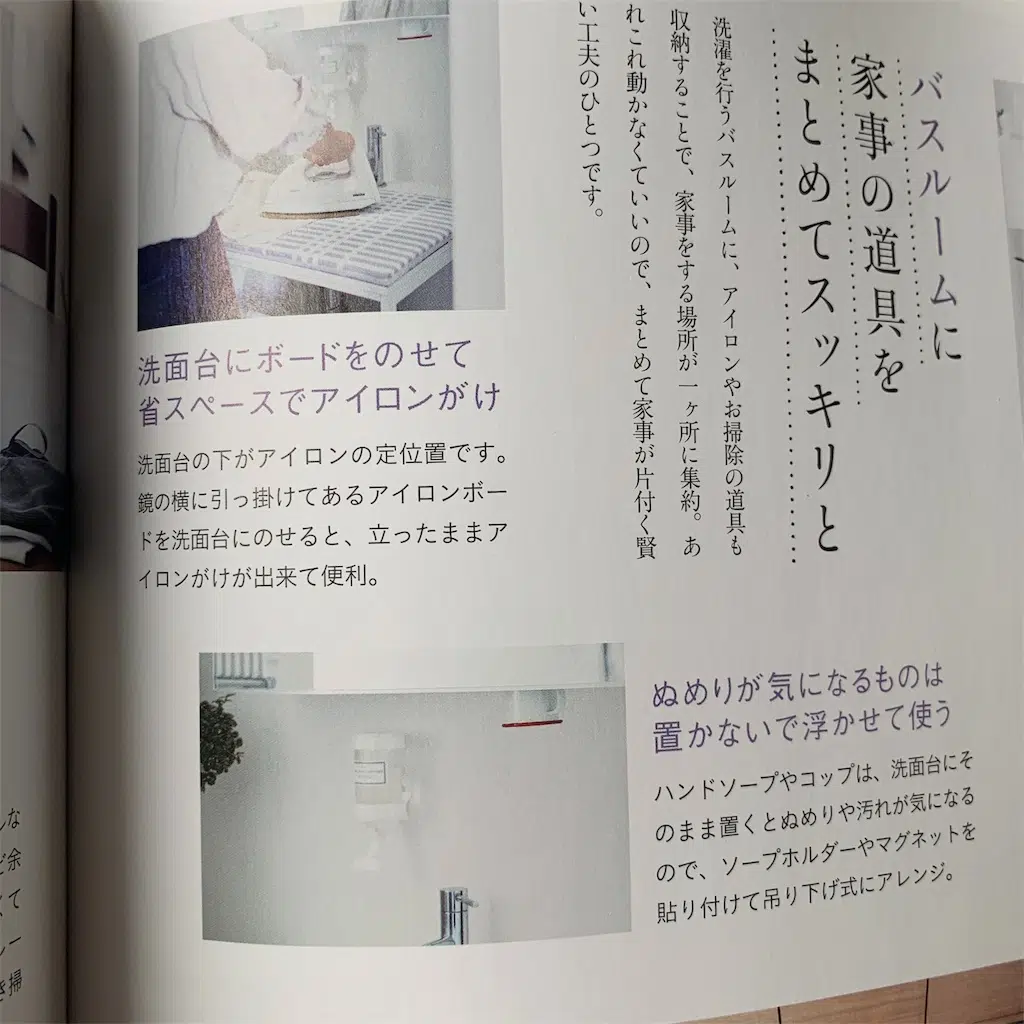 バスルームに
家事の道具を
まとめてスッキリと
洗濯を行うバスルームに、アイロンやお掃除の道具も
収納することで、家事をする場所が一ヶ所に集約。あ
れこれ動かなくていいので、まとめて家事が片付く賢
い工夫のひとつです。
洗面台にボードをのせて
省スペースでアイロンがけ
洗面台の下がアイロンの定位置です。
鏡の横に引っ掛けてあるアイロンボー
ドを洗面台にのせると、立ったままア
イロンがけが出来て便利。
ぬめりが気になるものは
置かないで浮かせて使う
ハンドソープやコップは、洗面台にそ
のまま置くとぬめりや汚れが気になる
ので、ソープホルダーやマグネットを
貼り付けて吊り下げ式にアレンジ。